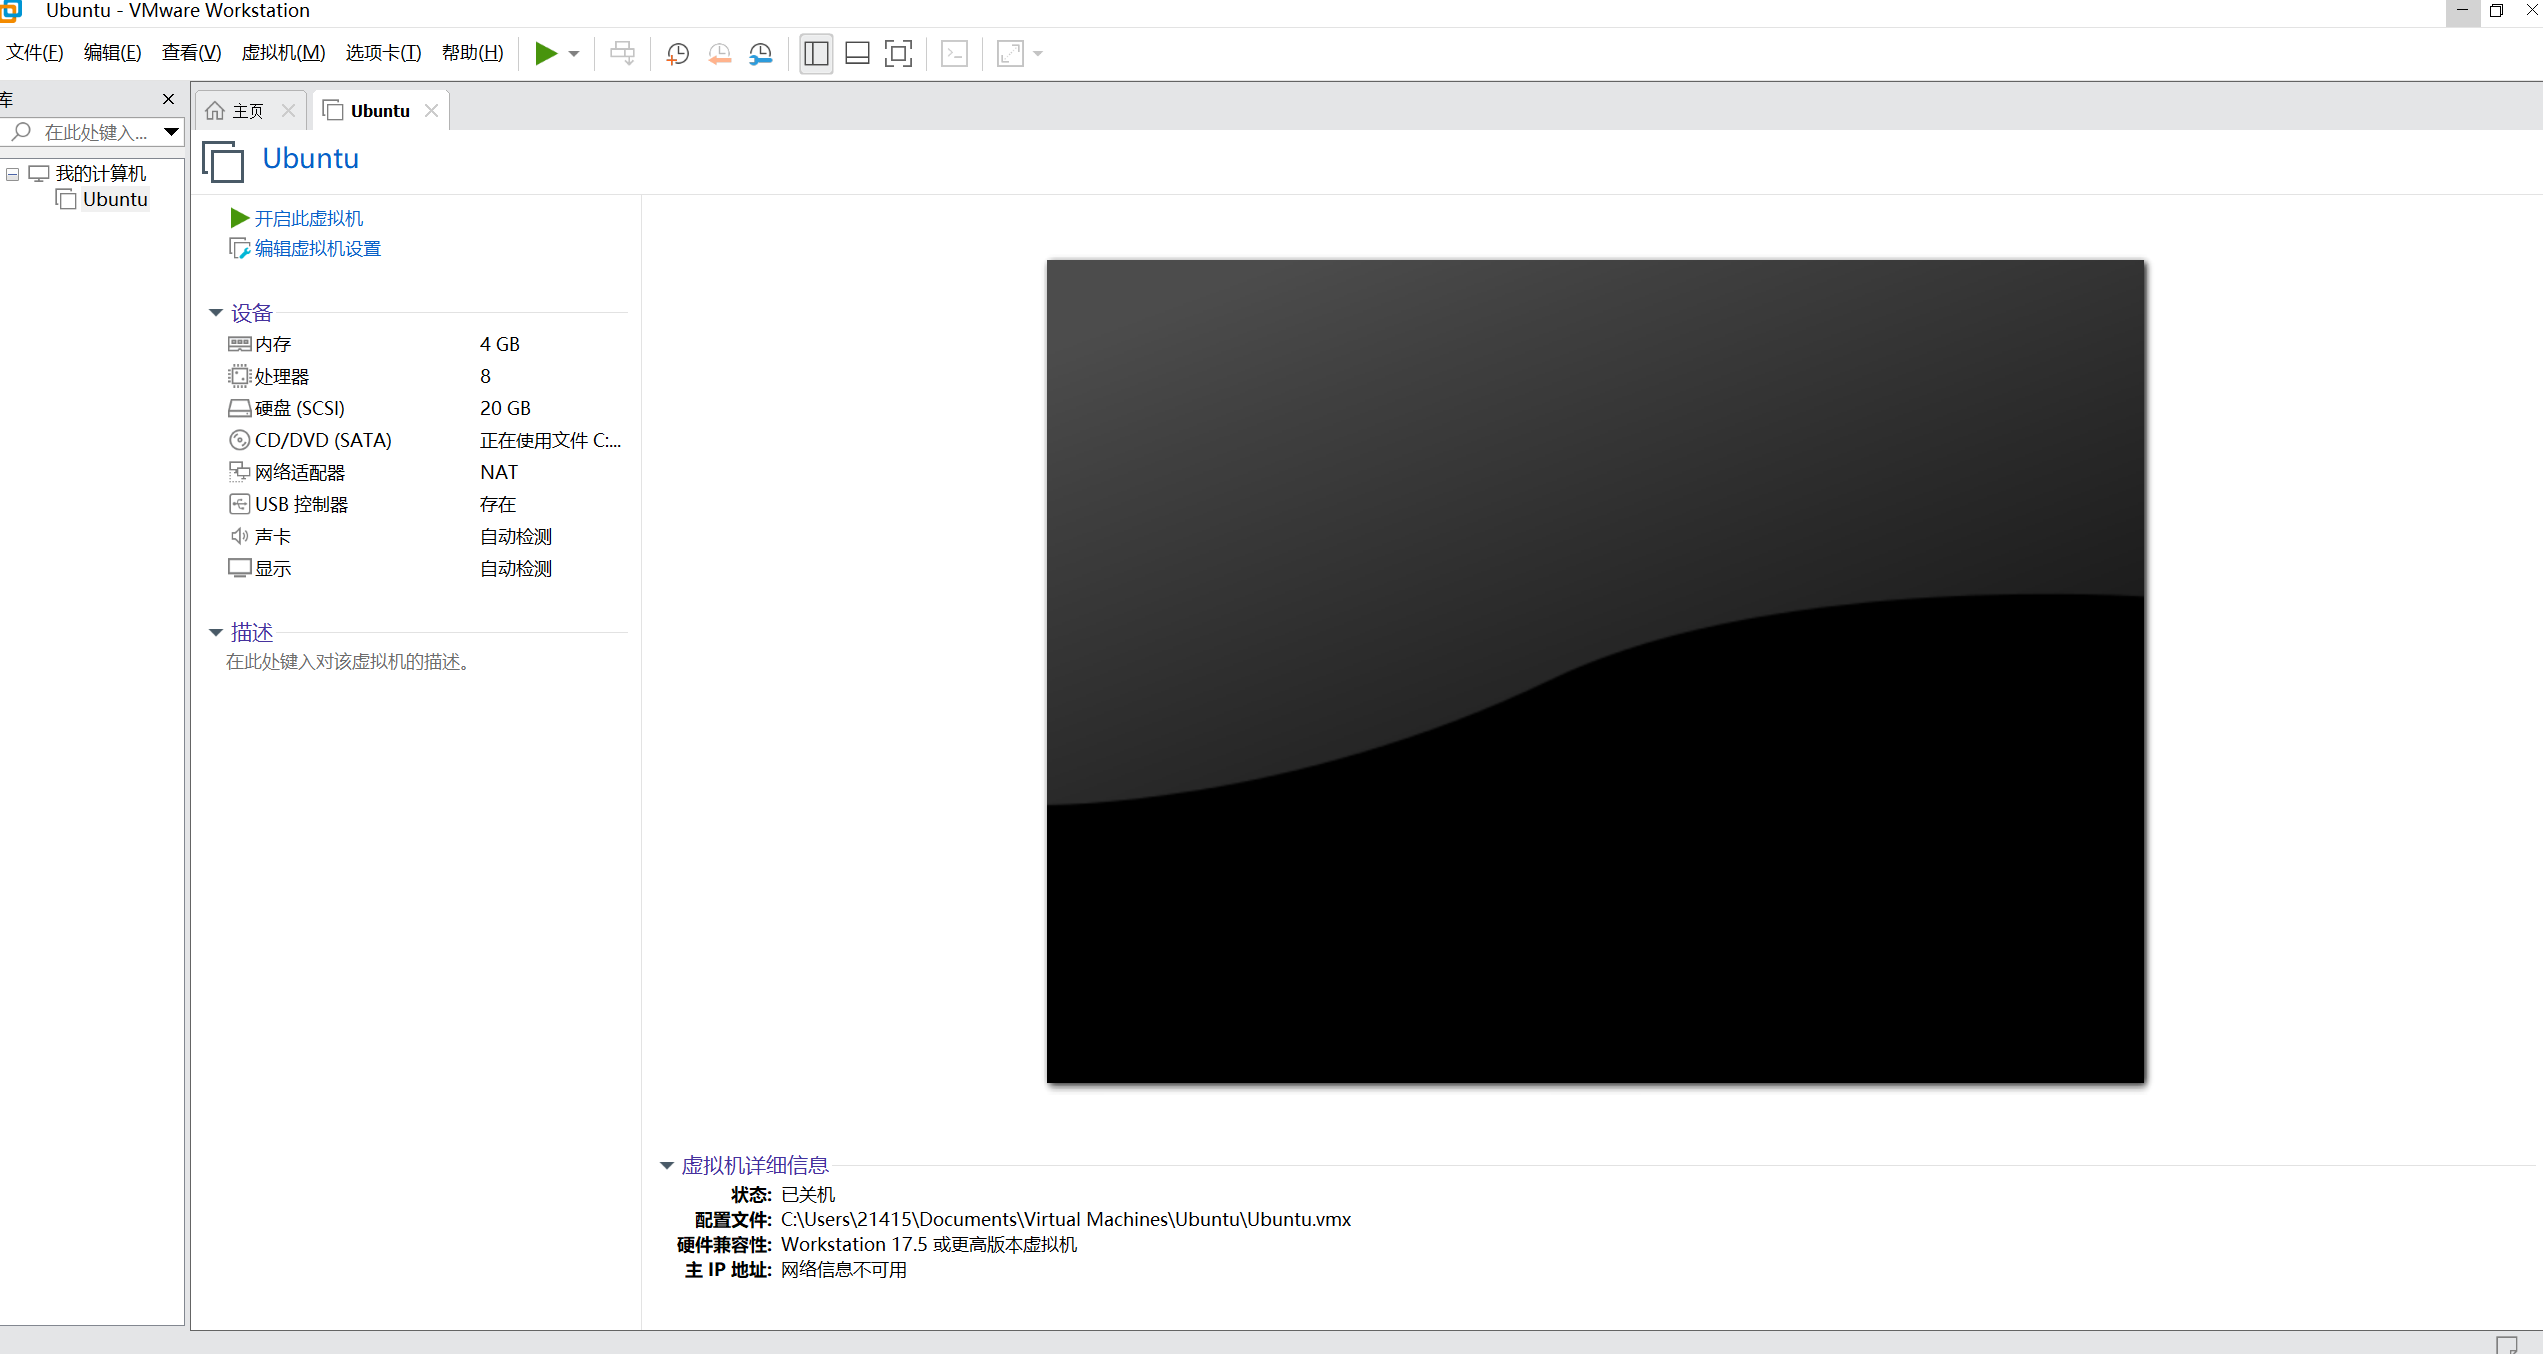 Ubuntu - VMware Workstation
文件(F) 编辑(E) 查看(V) 虚拟机(M) 选项卡(T) 帮助(H)
库
在此处键入...
我的计算机
Ubuntu
主页 Ubuntu
Ubuntu
开启此虚拟机
编辑虚拟机设置
设备
内存 4 GB
处理器 8
硬盘 (SCSI) 20 GB
CD/DVD (SATA) 正在使用文件 C:...
网络适配器 NAT
USB 控制器 存在
声卡 自动检测
显示 自动检测
描述
在此处键入对该虚拟机的描述。
虚拟机详细信息
状态: 已关机
配置文件: C:\Users\21415\Documents\Virtual Machines\Ubuntu\Ubuntu.vmx
硬件兼容性: Workstation 17.5 或更高版本虚拟机
主 IP 地址: 网络信息不可用